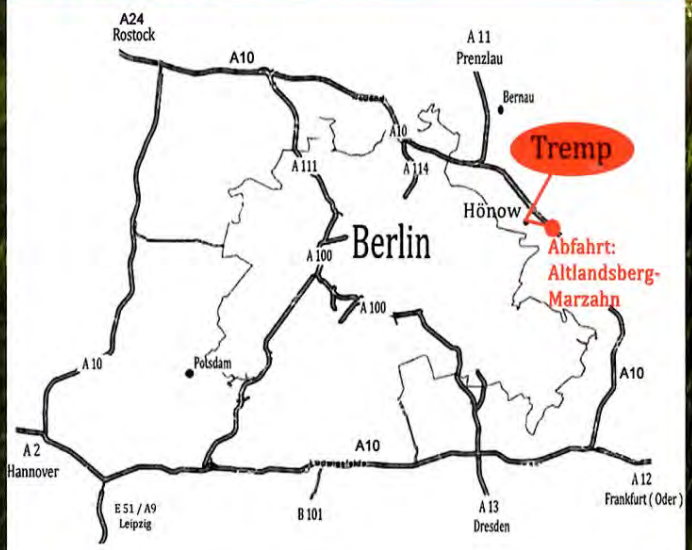 A24
Rostock
A10
A 11
Prenzlau
Bernau
A10
A 111
A 114
Tremp
Hönow
Berlin
Abfahrt:
Altlandsberg-
Marzahn
A 100
A 100
A 10
Potsdam
A10
A 2
Hannover
A10
A 12
Frankfurt ( Oder )
E 51 / A9
Leipzig
B 101
A 13
Dresden